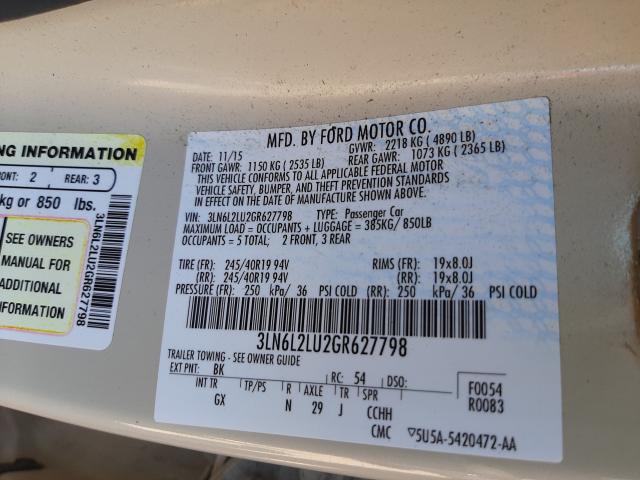 NG INFORMATION
FRONT: 2 REAR: 3
kg or 850 lbs.
SEE OWNERS
MANUAL FOR
ADDITIONAL
INFORMATION
3LN6L2LU2GR627798
MFD. BY FORD MOTOR CO.
DATE: 11/15 GVWR: 2218 KG ( 4890 LB)
FRONT GAWR: 1150 KG ( 2535 LB) REAR GAWR: 1073 KG ( 2365 LB)
THIS VEHICLE CONFORMS TO ALL APPLICABLE FEDERAL MOTOR
VEHICLE SAFETY, BUMPER, AND THEFT PREVENTION STANDARDS
IN EFFECT ON THE DATE OF MANUFACTURE SHOWN ABOVE.
VIN: 3LN6L2LU2GR627798 TYPE: Passenger Car
MAXIMUM LOAD = OCCUPANTS + LUGGAGE = 385KG/ 850LB
OCCUPANTS = 5 TOTAL; 2 FRONT, 3 REAR
TIRE (FR): 245/40R19 94V RIMS (FR): 19x8.0J
(RR): 245/40R19 94V (RR): 19x8.0J
PRESSURE (FR): 250 kPa/ 36 PSI COLD (RR): 250 kPa/ 36 PSI COLD
3LN6L2LU2GR627798
TRAILER TOWING - SEE OWNER GUIDE
EXT PNT: BK RC: 54 DSO: F0054
INT TR TP/PS R AXLE TR SPR R0083
GX N 29 J CCHH
CMC ▽5U5A-5420472-AA